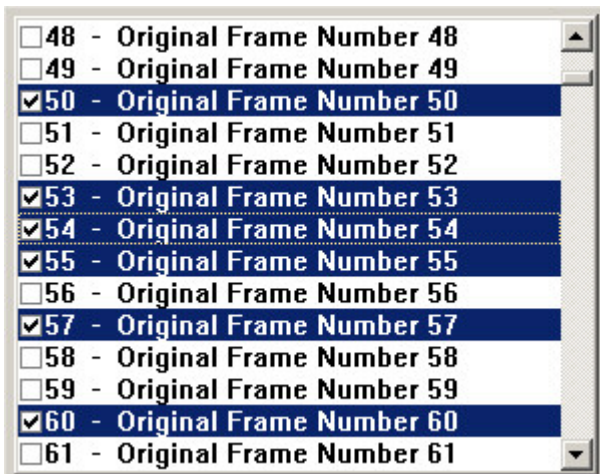 48 - Original Frame Number 48
49 - Original Frame Number 49
50 - Original Frame Number 50
51 - Original Frame Number 51
52 - Original Frame Number 52
53 - Original Frame Number 53
54 - Original Frame Number 54
55 - Original Frame Number 55
56 - Original Frame Number 56
57 - Original Frame Number 57
58 - Original Frame Number 58
59 - Original Frame Number 59
60 - Original Frame Number 60
61 - Original Frame Number 61